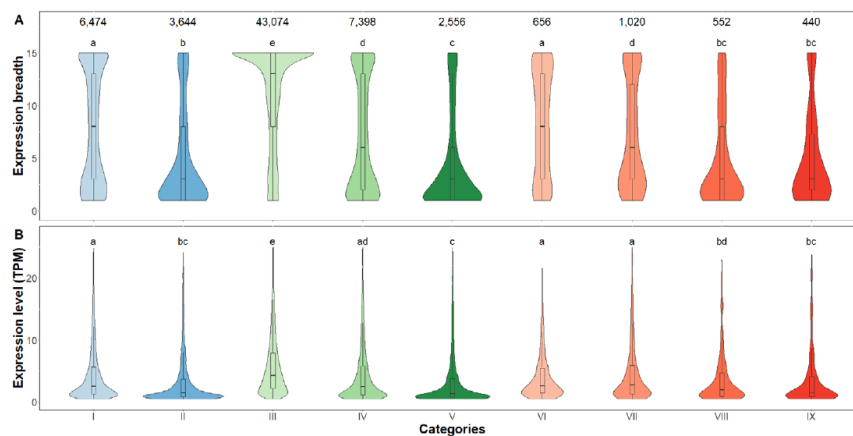 A 6,474 3,644 43,074 7,398 2,556 656 1,020 552 440
a b e d c a d bc bc
Expression breadth
15
10
5
0
B a bc e ad c a a bd bc
Expression level (TPM)
20
10
0
I II III IV V VI VII VIII IX
Categories